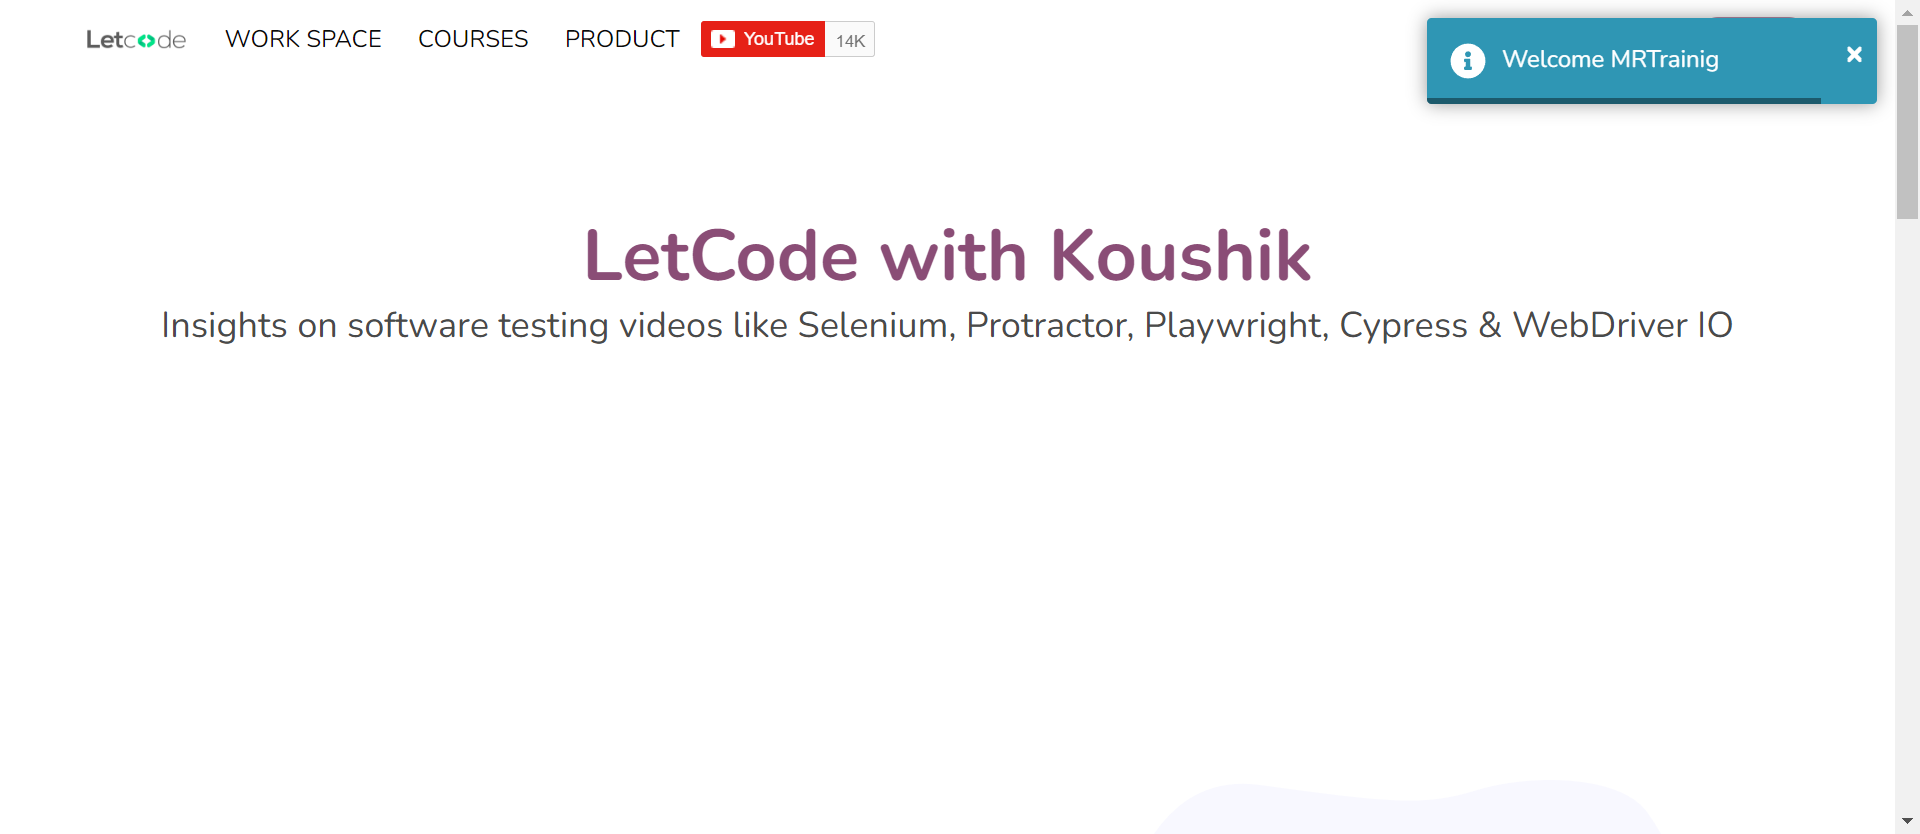 Letcode
WORK SPACE
COURSES
PRODUCT
YouTube
14K
Welcome MRTrainig
LetCode with Koushik
Insights on software testing videos like Selenium, Protractor, Playwright, Cypress & WebDriver IO